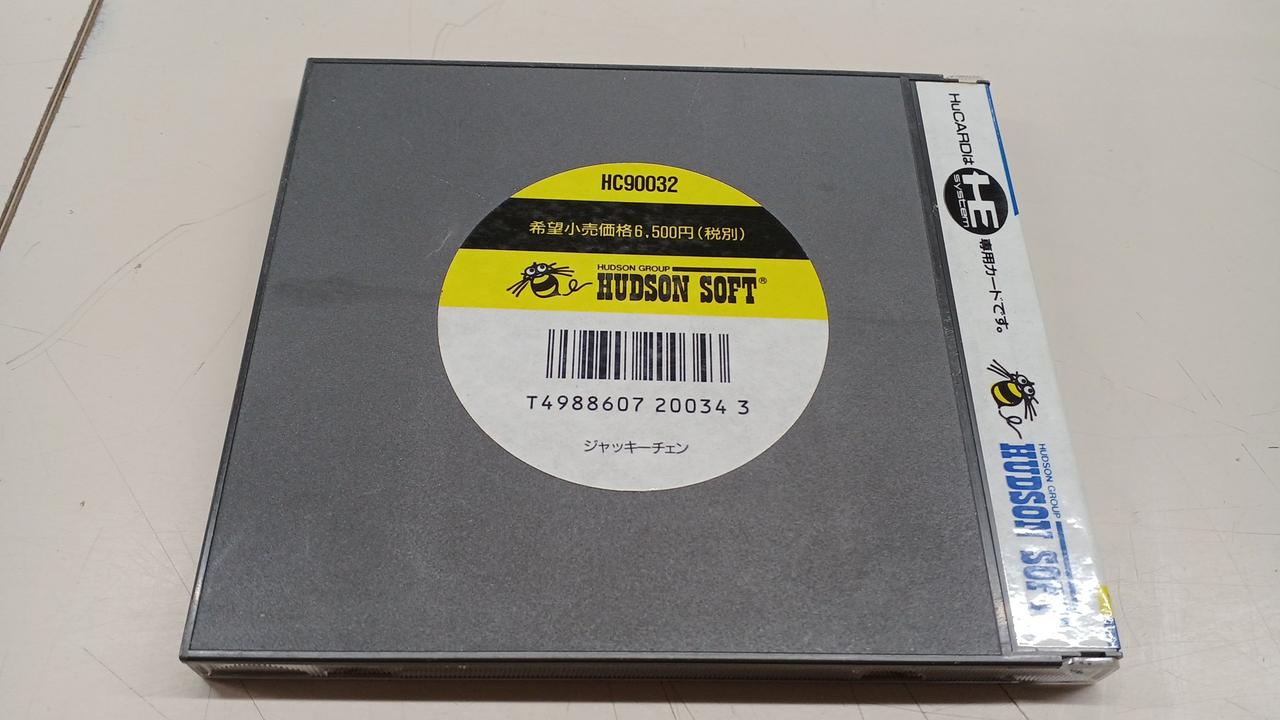 HC90032
希望小売価格6,500円(税別)
HUDSON GROUP
HUDSON SOFT®
T4988607 20034 3
ジャッキーチェン
HuCARDは
HE
SYSTEM
専用カードです。
HUDSON GROUP
HUDSON SOFT